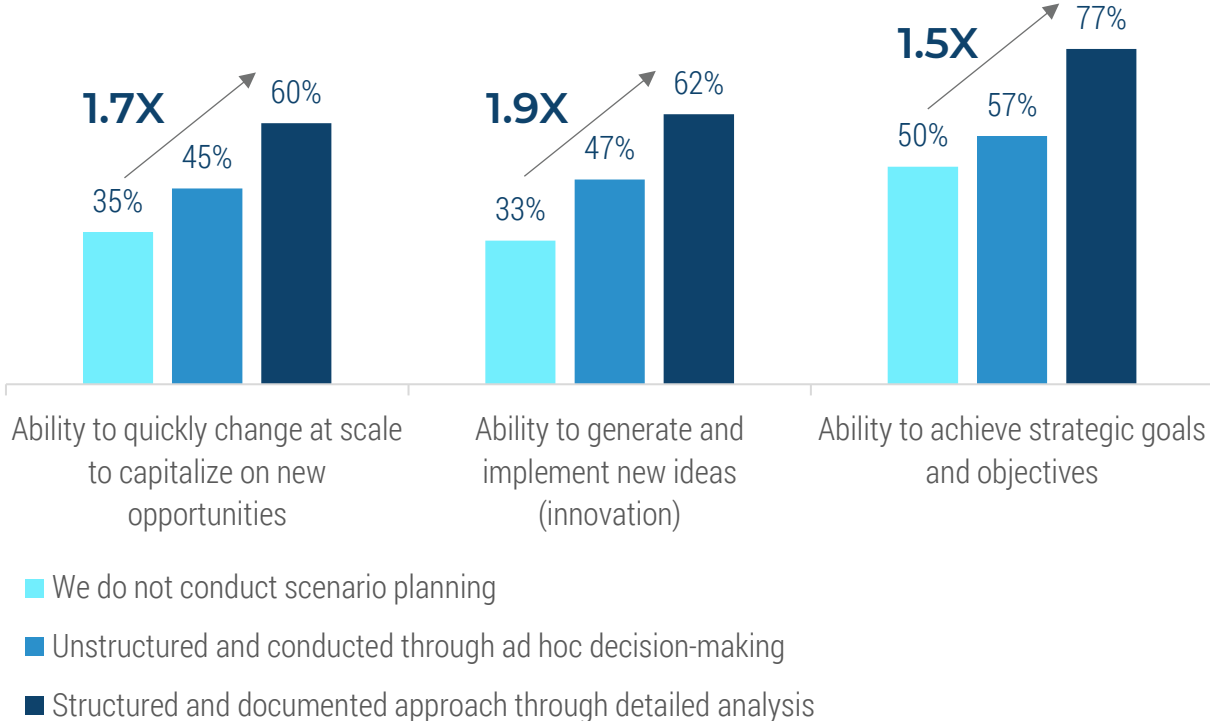 1.7X
35%
45%
60%
1.9X
33%
47%
62%
1.5X
50%
57%
77%
Ability to quickly change at scale
to capitalize on new
opportunities
Ability to generate and
implement new ideas
(innovation)
Ability to achieve strategic goals
and objectives
We do not conduct scenario planning
Unstructured and conducted through ad hoc decision-making
Structured and documented approach through detailed analysis